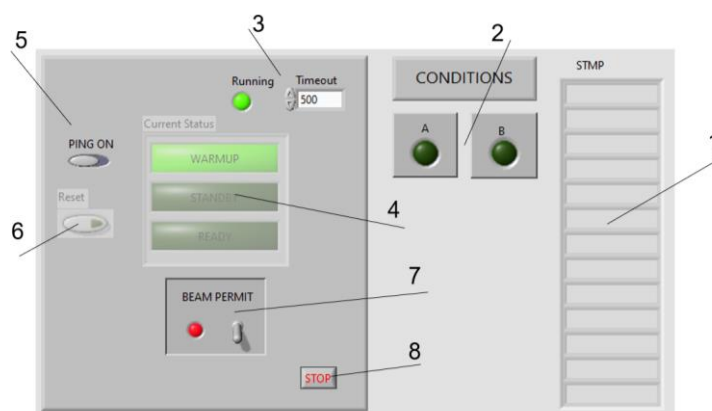 3
2
5
CONDITIONS
STMP
Running
Timeout
500
1
A
B
Current Status
PING ON
WARMUP
Reset
STANDBY
4
6
READY
7
BEAM PERMIT
8
STOP